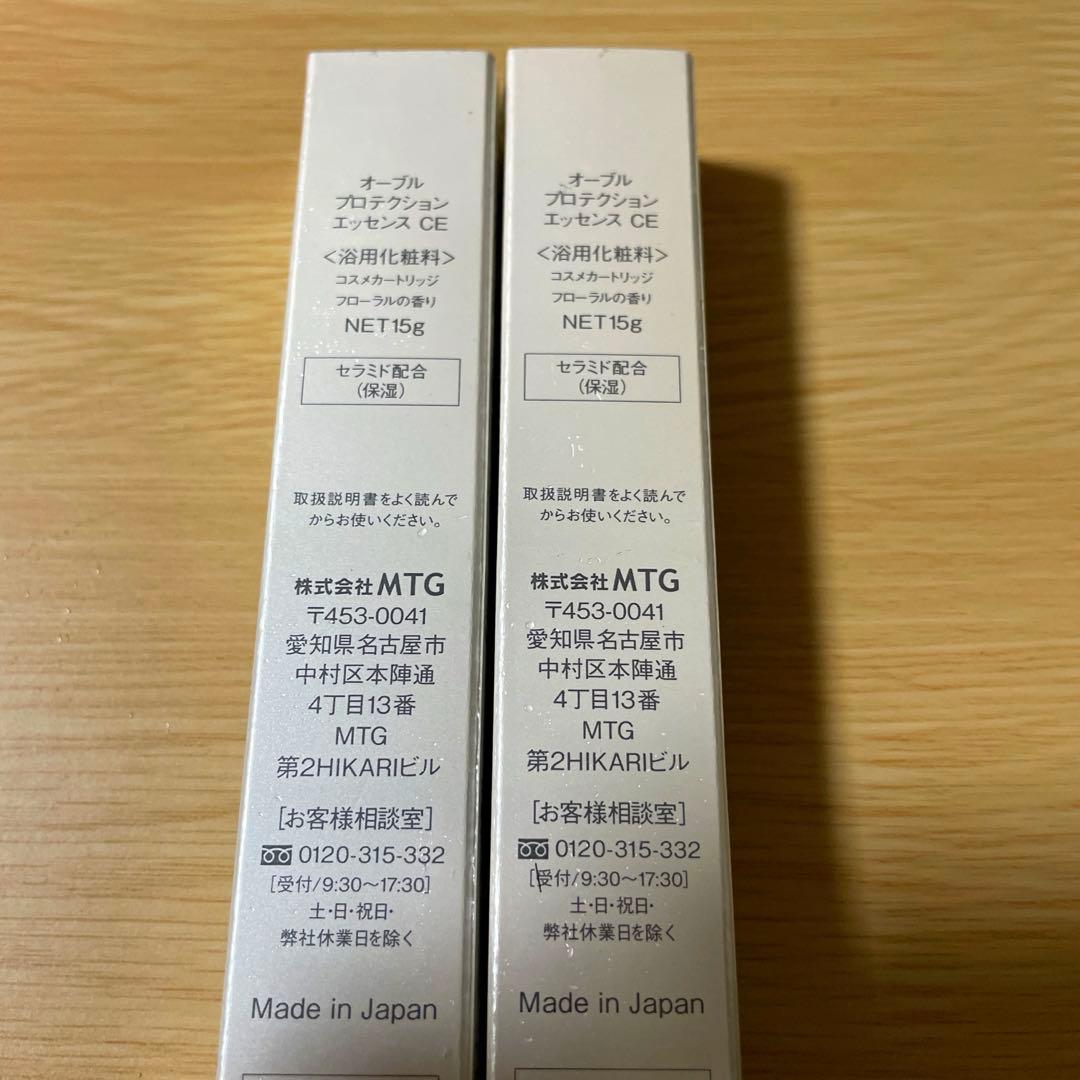 オーブル
プロテクション
エッセンス CE
<浴用化粧料>
コスメカートリッジ
フローラルの香り
NET15g
セラミド配合
(保湿)
取扱説明書をよく読んで
からお使いください。
株式会社MTG
〒453-0041
愛知県名古屋市
中村区本陣通
4丁目13番
MTG
第2HIKARIビル
[お客様相談室]
0120-315-332
[受付/9:30〜17:30]
土・日・祝日・
弊社休業日を除く
Made in Japan
オーブル
プロテクション
エッセンス CE
<浴用化粧料>
コスメカートリッジ
フローラルの香り
NET15g
セラミド配合
(保湿)
取扱説明書をよく読んで
からお使いください。
株式会社MTG
〒453-0041
愛知県名古屋市
中村区本陣通
4丁目13番
MTG
第2HIKARIビル
[お客様相談室]
0120-315-332
[受付/9:30〜17:30]
土・日・祝日・
弊社休業日を除く
Made in Japan